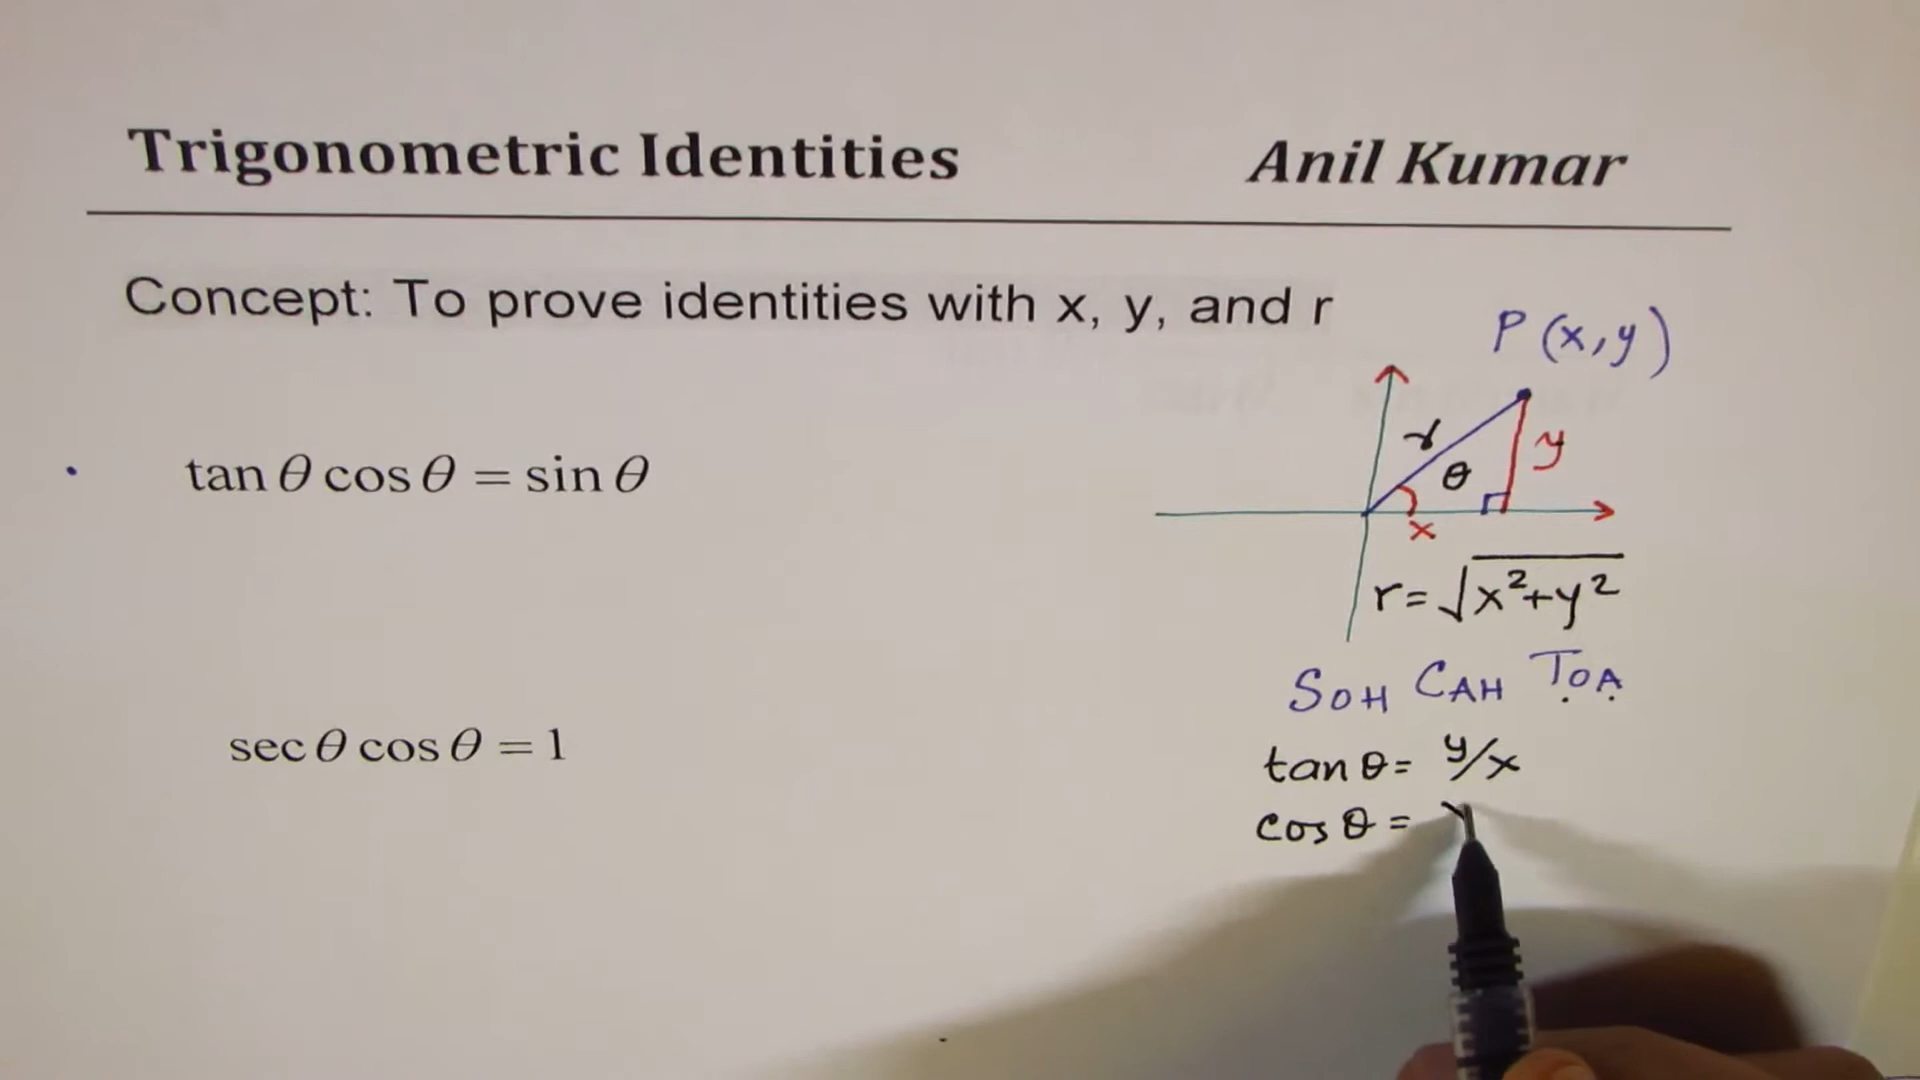 Trigonometric Identities Anil Kumar
Concept: To prove identities with x, y, and r
P (x, y)
r
y
θ
tan θ cos θ = sin θ
x
r = √x²+y²
SOH CAH TOA
sec θ cos θ = 1
tan θ = y/x
cos θ =